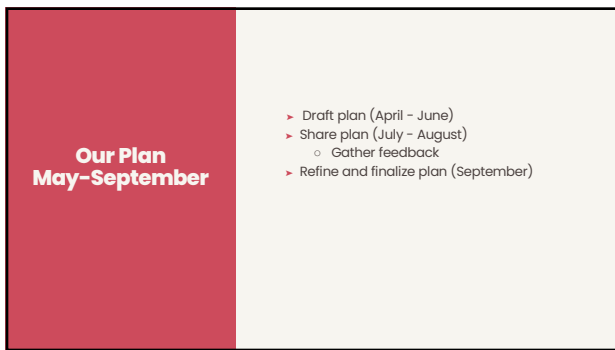 Our Plan
May-September
➤ Draft plan (April - June)
➤ Share plan (July - August)
○ Gather feedback
➤ Refine and finalize plan (September)